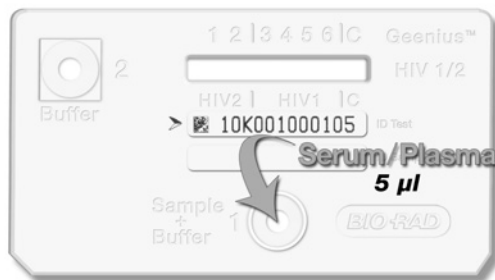 1 2 | 3 4 5 6 | C Geenius™
2
HIV 1/2
HIV2 | HIV1 | C
Buffer
10K001000105 ID Test
Serum/Plasma
5 µl
Sample
+
Buffer
1
BIO-RAD